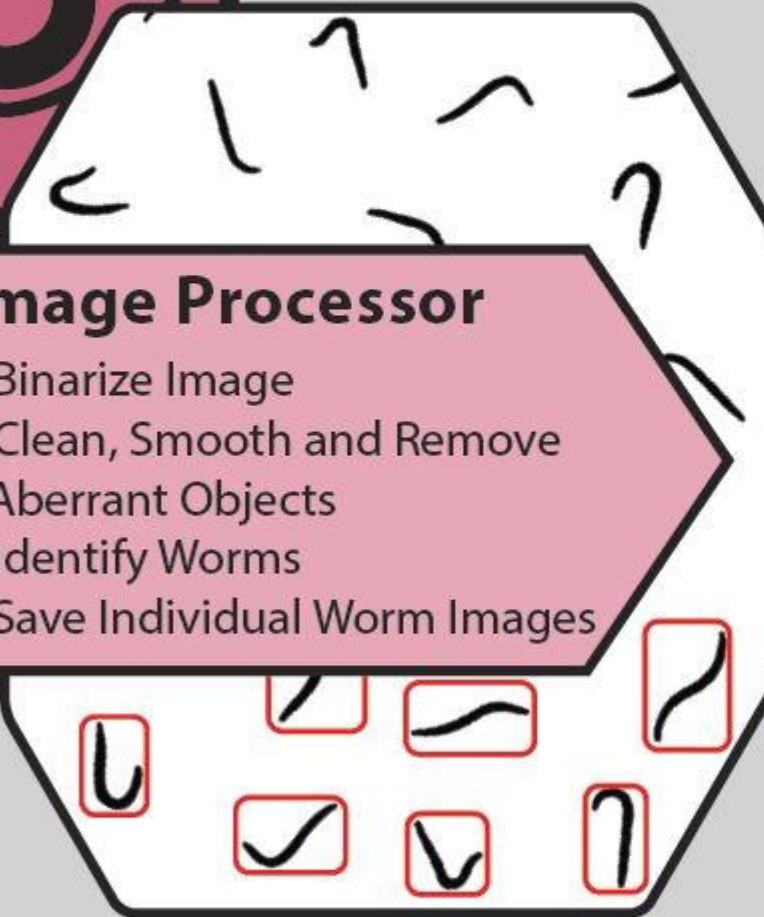 mage Processor
Binarize Image
Clean, Smooth and Remove
Aberrant Objects
dentify Worms
Save Individual Worm Images